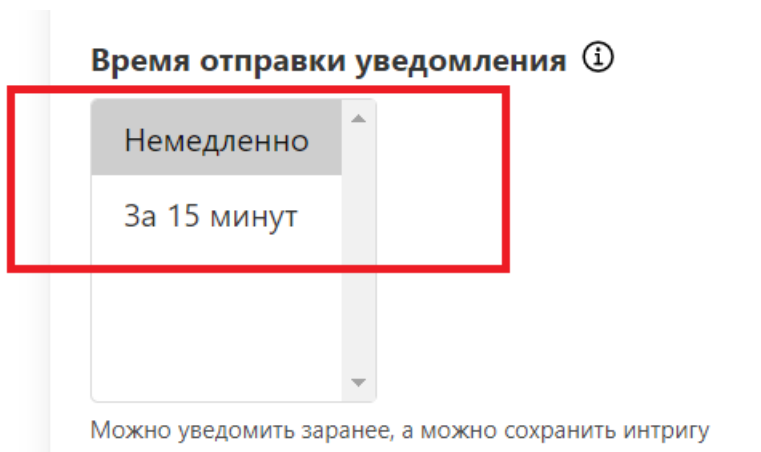 Время отправки уведомления
Немедленно
За 15 минут
Можно уведомить заранее, а можно сохранить интригу